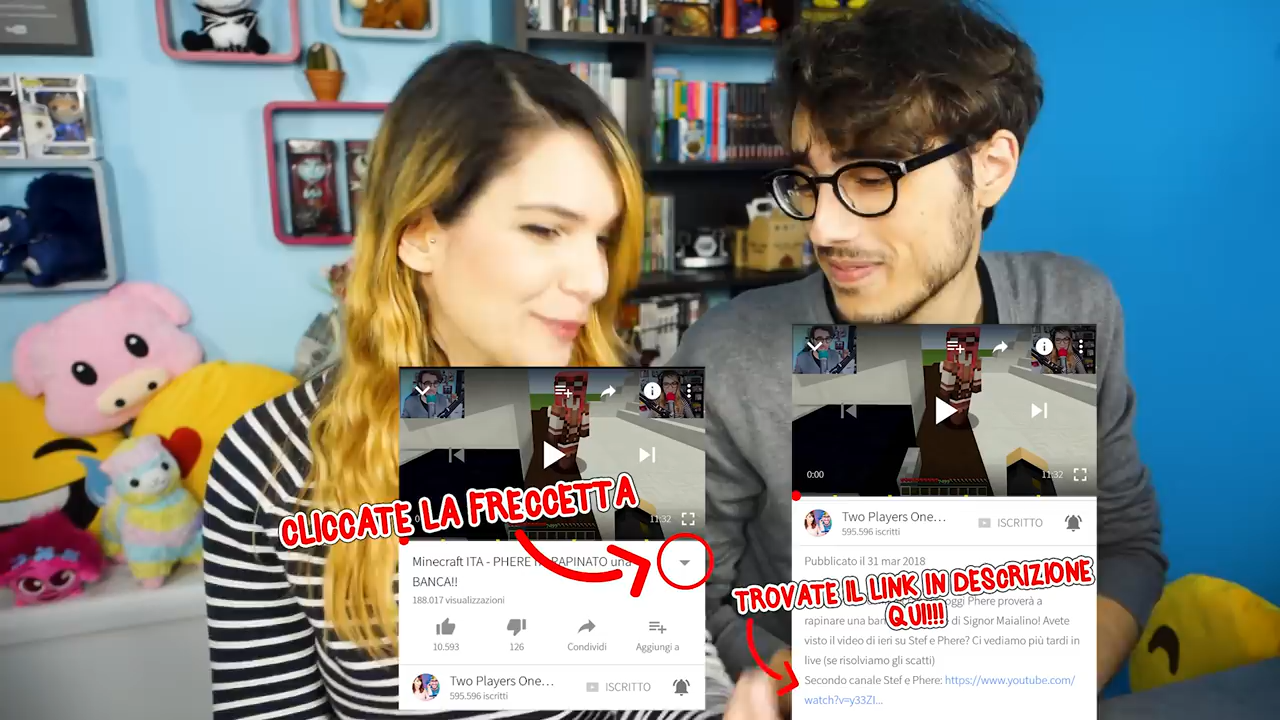 CLICCATE LA FRECCETTA
11:32
Minecraft ITA - PHERE
RAPINATO una
BANCA!!
188.017 visualizzazioni
10.593
126
Condividi
Aggiungi a
Two Players One...
595.596 iscritti
ISCRITTO
0:00
11:32
Two Players One...
595.596 iscritti
ISCRITTO
Pubblicato il 31 mar 2018
TROVATE IL LINK IN DESCRIZIONE
QUI!!!
oggi Phere proverà a
rapinare una
di Signor Maialino! Avete
visto il video di ieri su Stef e Phere? Ci vediamo più tardi in
live (se risolviamo gli scatti)
Secondo canale Stef e Phere: https://www.youtube.com/
watch?v=y33ZI...